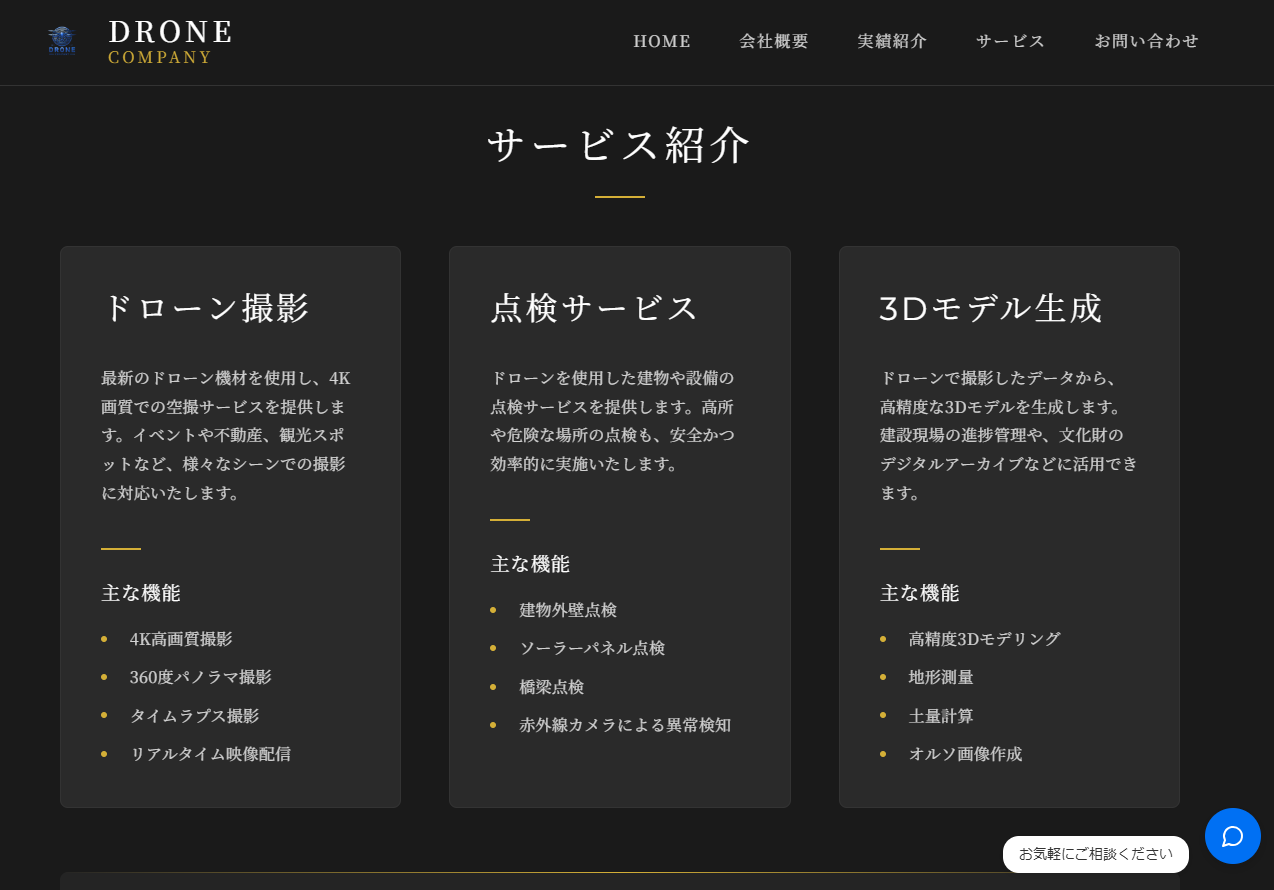 DRONE
COMPANY
HOME 会社概要 実績紹介 サービス お問い合わせ
サービス紹介
ドローン撮影
最新のドローン機材を使用し、4K
画質での空撮サービスを提供しま
す。イベントや不動産、観光スポ
ットなど、様々なシーンでの撮影
に対応いたします。
主な機能
4K高画質撮影
360度パノラマ撮影
タイムラプス撮影
リアルタイム映像配信
点検サービス
ドローンを使用した建物や設備の
点検サービスを提供します。高所
や危険な場所の点検も、安全かつ
効率的に実施いたします。
主な機能
建物外壁点検
ソーラーパネル点検
橋梁点検
赤外線カメラによる異常検知
3Dモデル生成
ドローンで撮影したデータから、
高精度な3Dモデルを生成します。
建設現場の進捗管理や、文化財の
デジタルアーカイブなどに活用でき
ます。
主な機能
高精度3Dモデリング
地形測量
土量計算
オルソ画像作成
お気軽にご相談ください